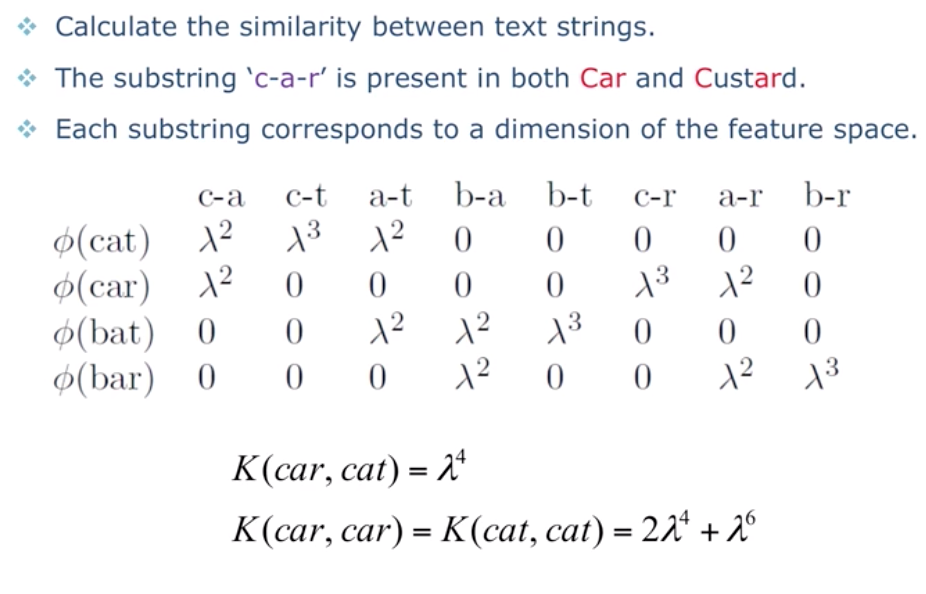 ❖ Calculate the similarity between text strings.
❖ The substring ‘c-a-r’ is present in both Car and Custard.
❖ Each substring corresponds to a dimension of the feature space.
c-a c-t a-t b-a b-t c-r a-r b-r
ϕ(cat) λ² λ³ λ² 0 0 0 0 0
ϕ(car) λ² 0 0 0 0 λ³ λ² 0
ϕ(bat) 0 0 λ² λ² λ³ 0 0 0
ϕ(bar) 0 0 0 λ² 0 0 λ² λ³
K(car, cat) = λ⁴
K(car, car) = K(cat, cat) = 2λ⁴ + λ⁶